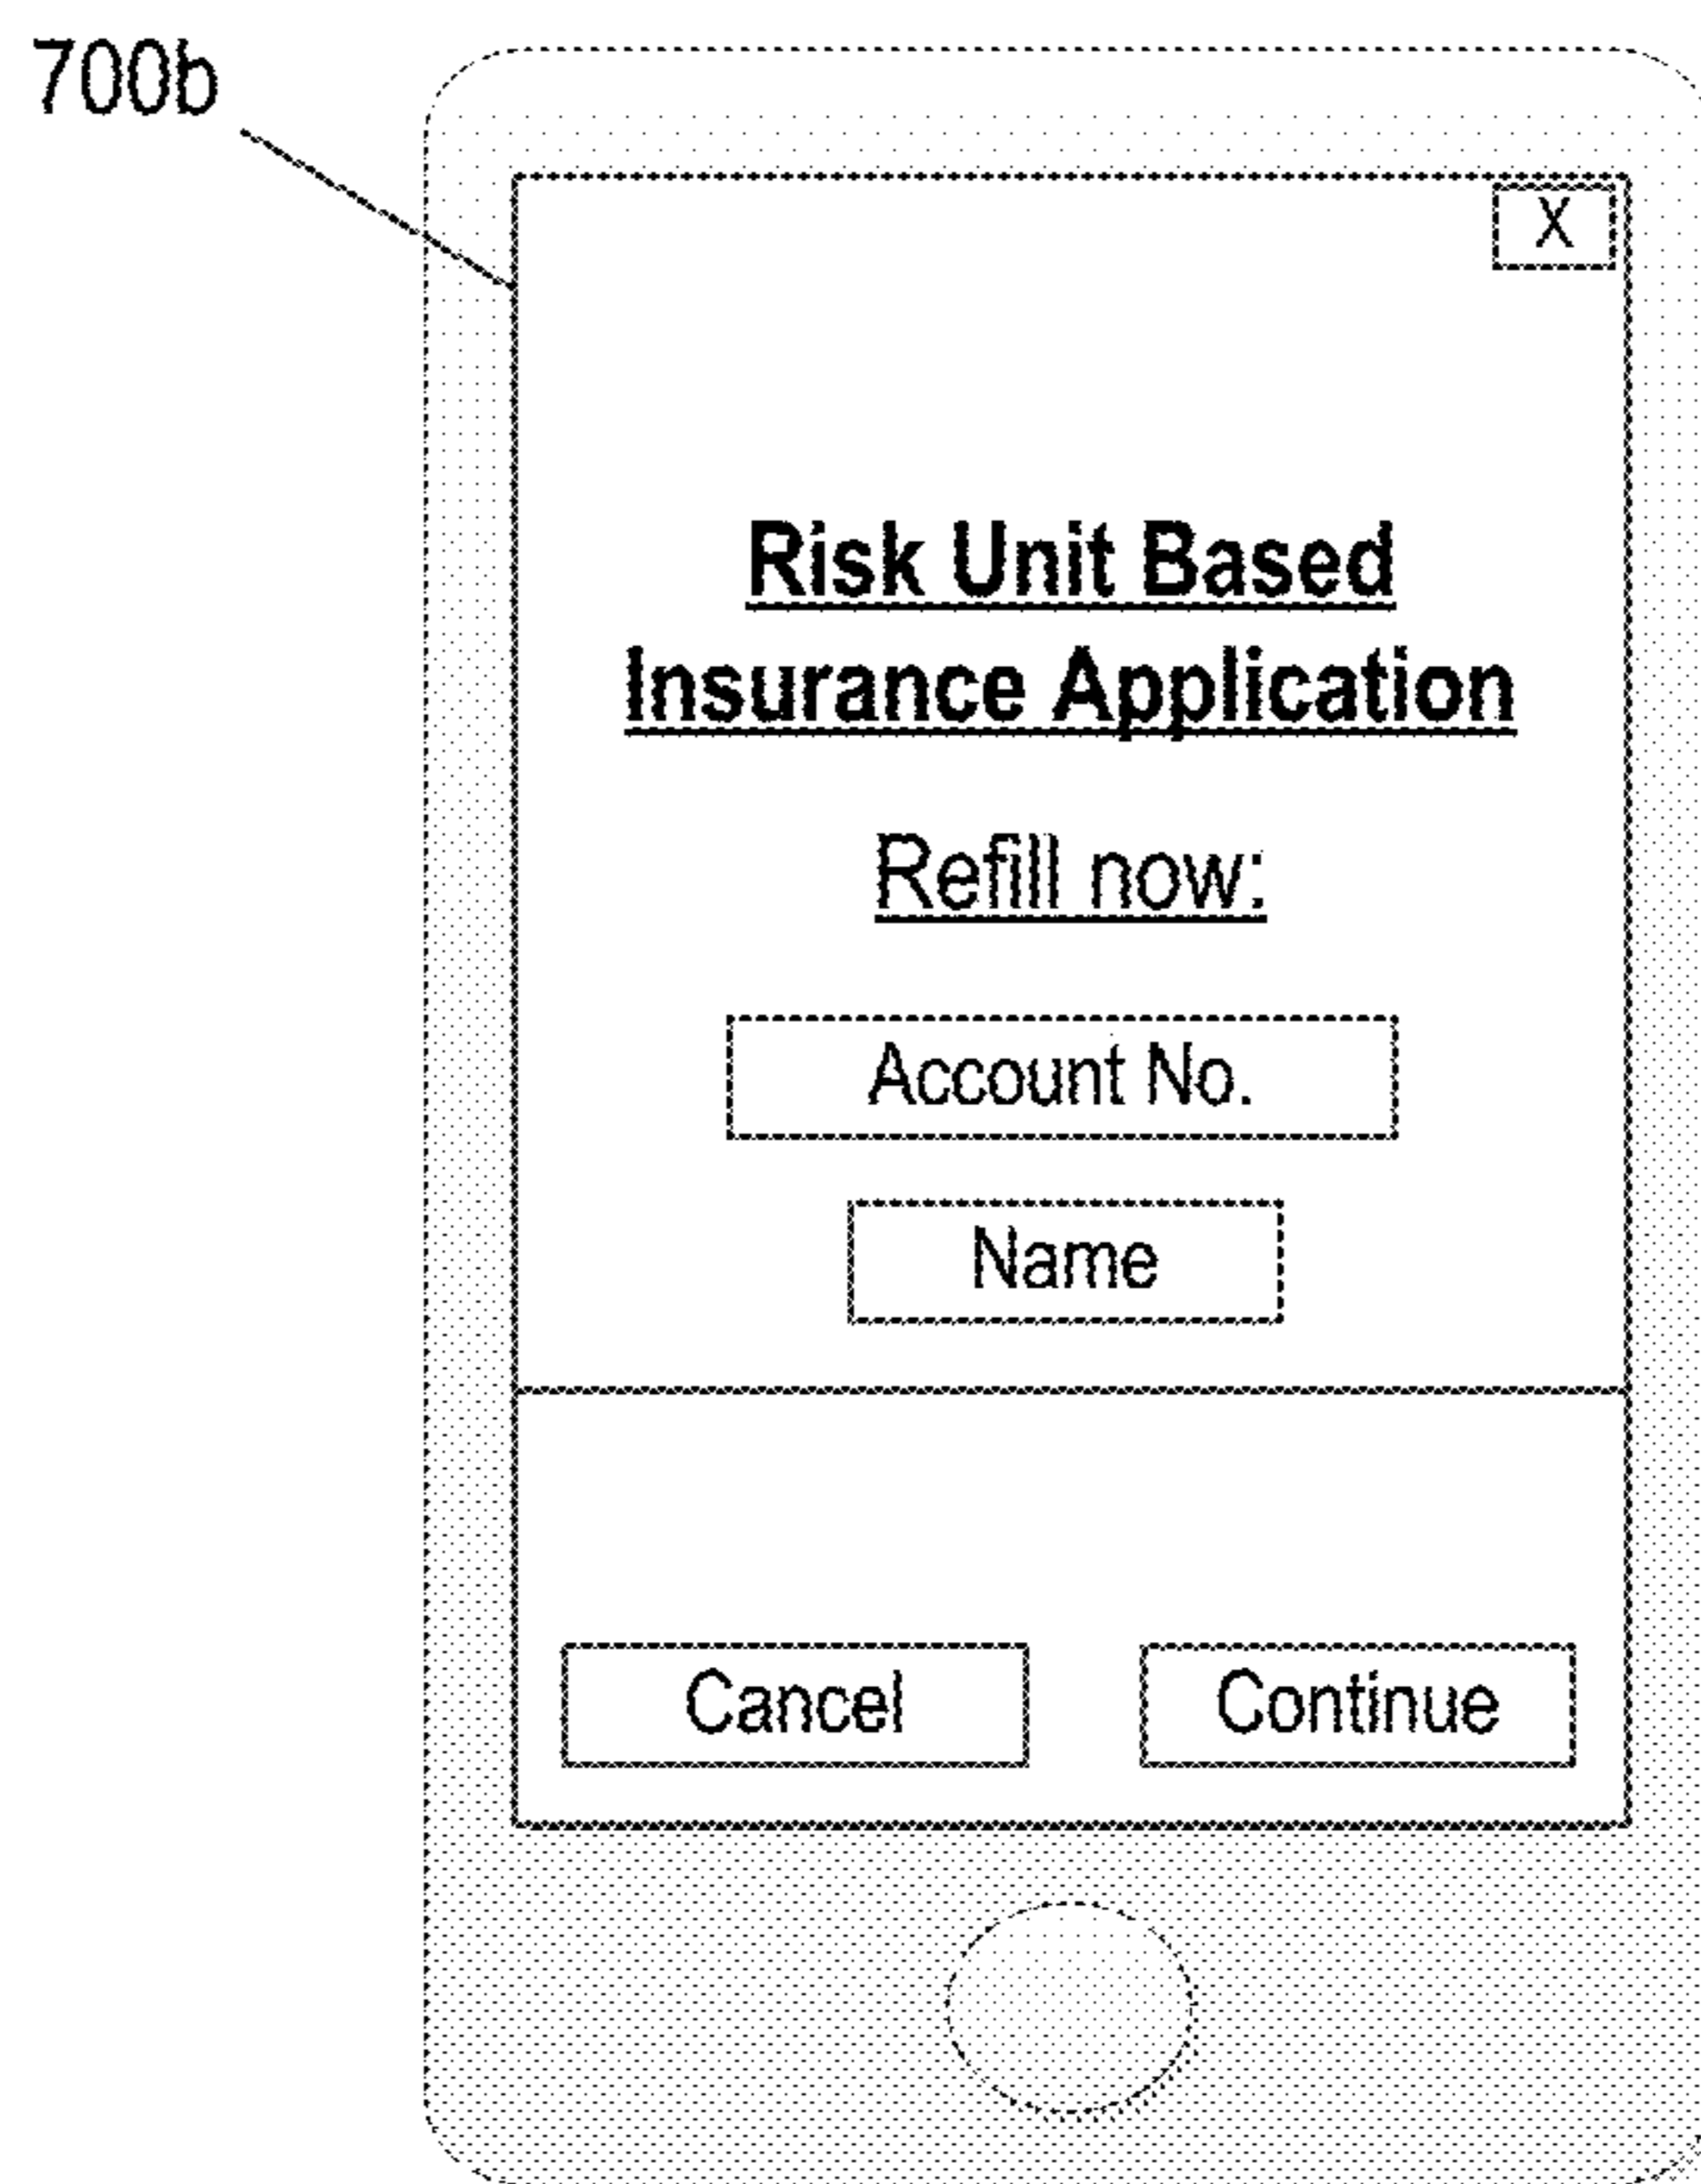 700b
X
Risk Unit Based
Insurance Application
Refill now:
Account No.
Name
Cancel Continue